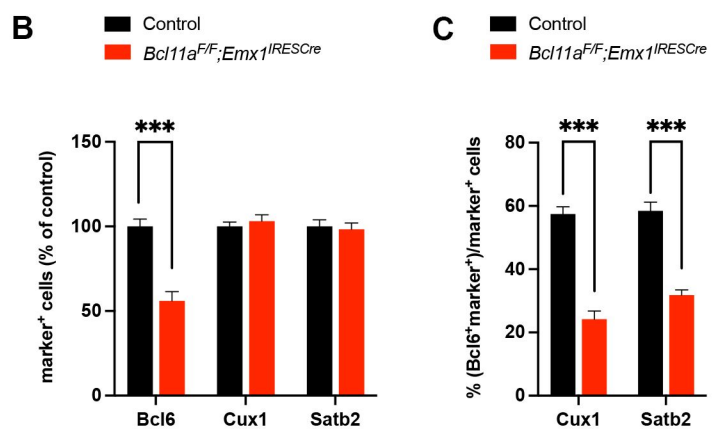 B
Control
Bcl11aF/F;Emx1IRESCre
marker+ cells (% of control)
150
100
50
0
***
Bcl6 Cux1 Satb2
C
Control
Bcl11aF/F;Emx1IRESCre
% (Bcl6+marker+)/marker+ cells
80
60
40
20
0
*** ***
Cux1 Satb2